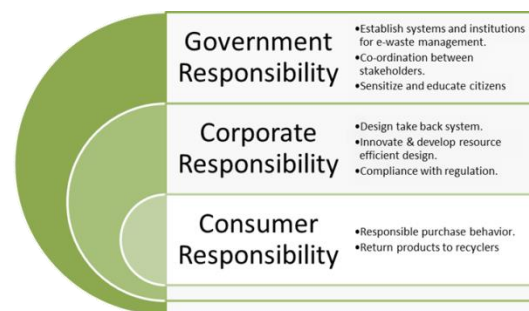 Government
Responsibility
•Establish systems and institutions
for e-waste management.
•Co-ordination between
stakeholders.
•Sensitize and educate citizens
Corporate
Responsibility
•Design take back system.
•Innovate & develop resource
efficient design.
•Compliance with regulation.
Consumer
Responsibility
•Responsible purchase behavior.
•Return products to recyclers